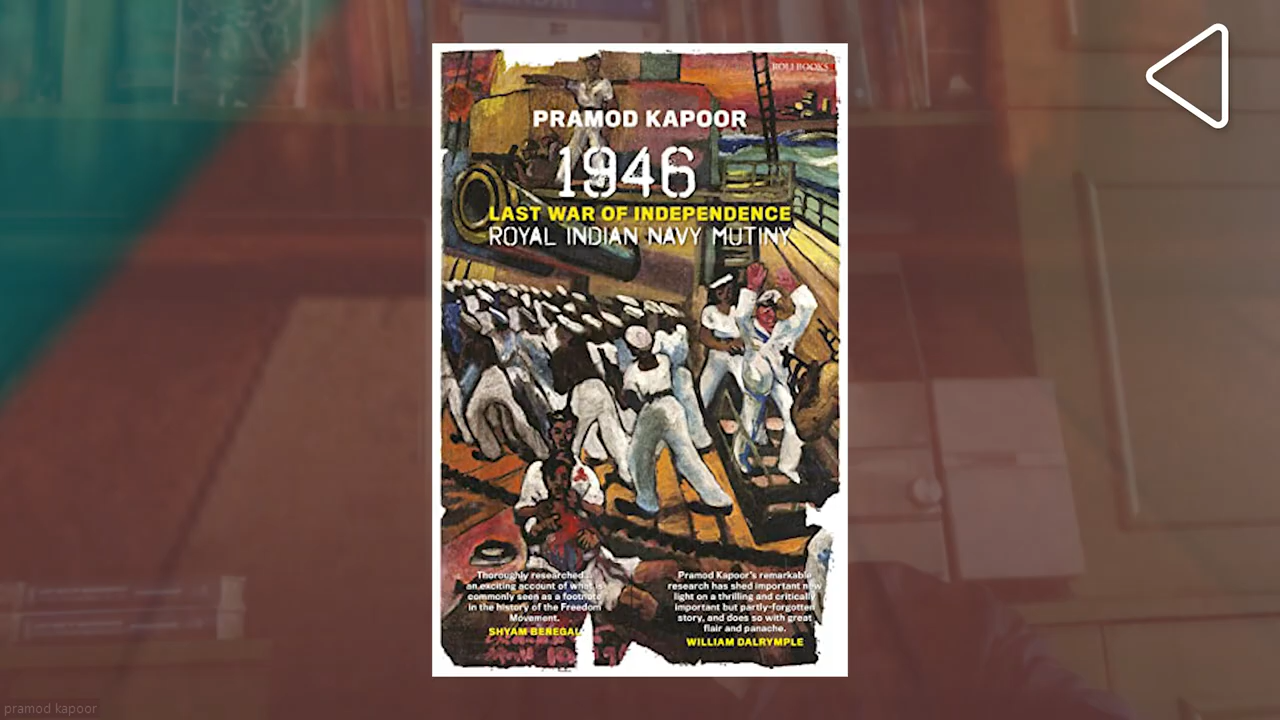 ROLI BOOKS
PRAMOD KAPOOR
1946
LAST WAR OF INDEPENDENCE
ROYAL INDIAN NAVY MUTINY
Thoroughly researched...
an exciting account of what is
commonly seen as a footnote
in the history of the Freedom
Movement.
SHYAM BENEGAL
Pramod Kapoor's remarkable
research has shed important new
light on a thrilling and critically
important but partly-forgotten
story, and does so with great
flair and panache.
WILLIAM DALRYMPLE
pramod kapoor